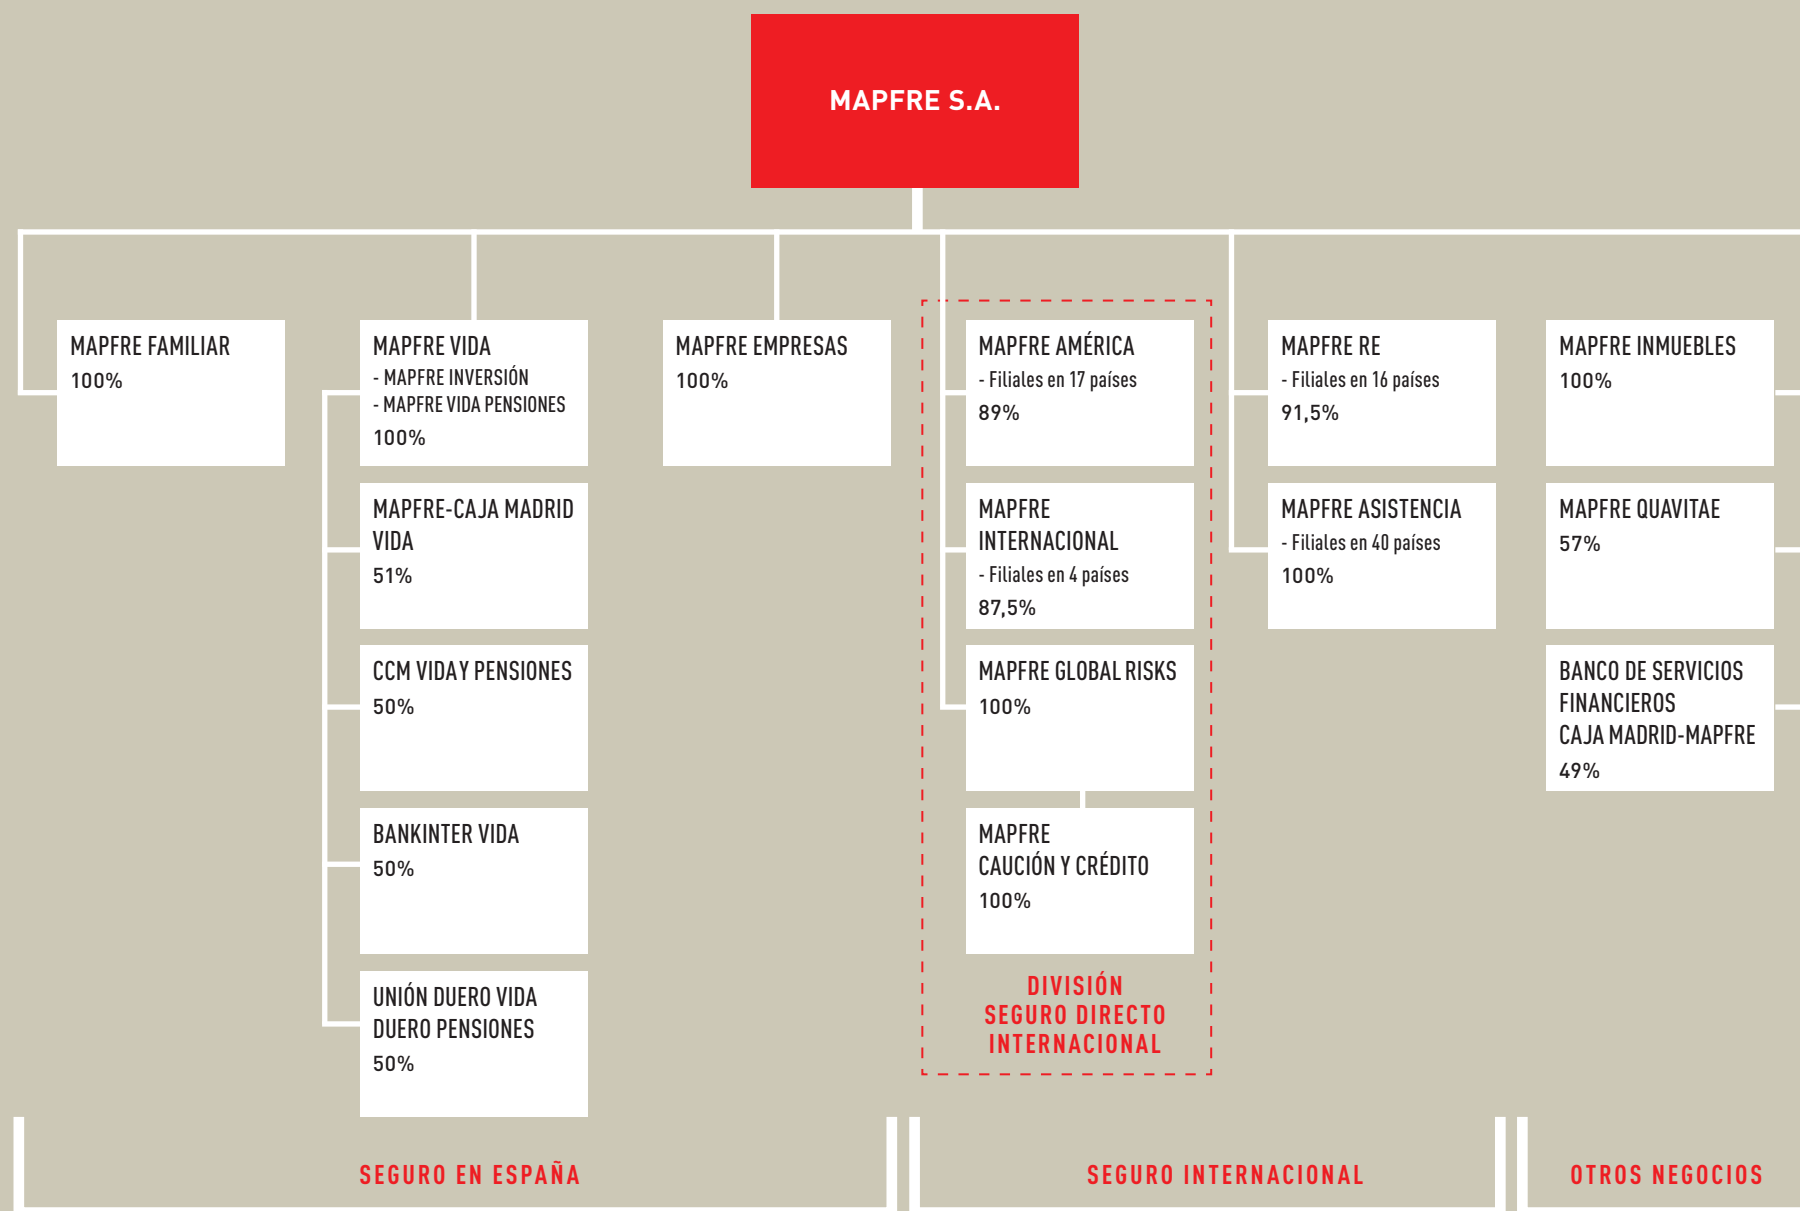 MAPFRE S.A.
MAPFRE FAMILIAR
100%
MAPFRE VIDA
- MAPFRE INVERSIÓN
- MAPFRE VIDA PENSIONES
100%
MAPFRE-CAJA MADRID
VIDA
51%
CCM VIDA Y PENSIONES
50%
BANKINTER VIDA
50%
UNIÓN DUERO VIDA
DUERO PENSIONES
50%
MAPFRE EMPRESAS
100%
MAPFRE AMÉRICA
- Filiales en 17 países
89%
MAPFRE
INTERNACIONAL
- Filiales en 4 países
87,5%
MAPFRE GLOBAL RISKS
100%
MAPFRE
CAUCIÓN Y CRÉDITO
100%
DIVISIÓN
SEGURO DIRECTO
INTERNACIONAL
MAPFRE RE
- Filiales en 16 países
91,5%
MAPFRE ASISTENCIA
- Filiales en 40 países
100%
MAPFRE INMUEBLES
100%
MAPFRE QUAVITAE
57%
BANCO DE SERVICIOS
FINANCIEROS
CAJA MADRID-MAPFRE
49%
SEGURO EN ESPAÑA
SEGURO INTERNACIONAL
OTROS NEGOCIOS